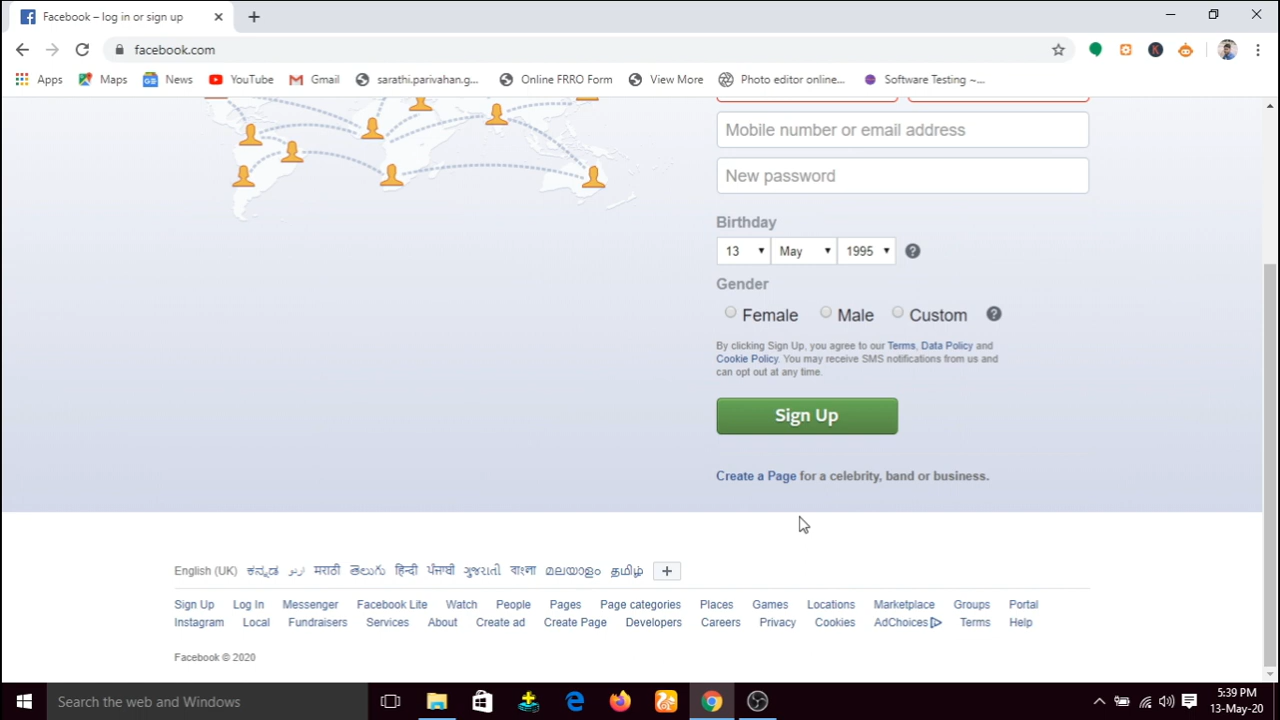 Facebook – log in or sign up
facebook.com
Apps Maps News YouTube Gmail sarathi.parivahan.g... Online FRRO Form View More Photo editor online... Software Testing ~...
Mobile number or email address
New password
Birthday
13 May 1995
Gender
Female Male Custom
By clicking Sign Up, you agree to our Terms, Data Policy and
Cookie Policy. You may receive SMS notifications from us and
can opt out at any time.
Sign Up
Create a Page for a celebrity, band or business.
English (UK) ಕನ್ನಡ اردو मराठी తెలుగు हिन्दी ਪੰਜਾਬੀ ગુજરાતી বাংলা മലയാളം தமிழ் +
Sign Up Log In Messenger Facebook Lite Watch People Pages Page categories Places Games Locations Marketplace Groups Portal
Instagram Local Fundraisers Services About Create ad Create Page Developers Careers Privacy Cookies AdChoices Terms Help
Facebook © 2020
Search the web and Windows
5:39 PM
13-May-20